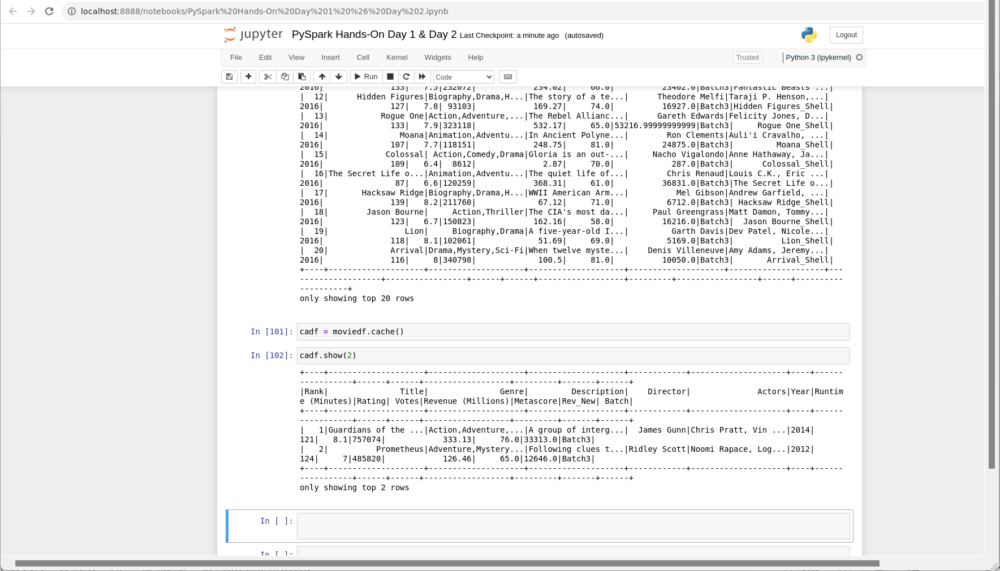 localhost:8888/notebooks/PySpark%20Hands-On%20Day%201%20%26%20Day%202.ipynb
jupyter PySpark Hands-On Day 1 & Day 2 Last Checkpoint: a minute ago (autosaved) Logout
File Edit View Insert Cell Kernel Widgets Help Trusted Python 3 (ipykernel)
Run Code
2016| 133| 7.5|232072| 234.02| 66.0| 23402.0|Batch3|Fantastic Beasts ...|
| 12| Hidden Figures|Biography,Drama,H...|The story of a te...| Theodore Melfi|Taraji P. Henson,...|
2016| 127| 7.8| 93103| 169.27| 74.0| 16927.0|Batch3|Hidden Figures_Shell|
| 13| Rogue One|Action,Adventure,...|The Rebel Allianc...| Gareth Edwards|Felicity Jones, D...|
2016| 133| 7.9|323118| 532.17| 65.0|53216.99999999999|Batch3| Rogue One_Shell|
| 14| Moana|Animation,Adventu...|In Ancient Polyne...| Ron Clements|Auli'i Cravalho, ...|
2016| 107| 7.7|118151| 248.75| 81.0| 24875.0|Batch3| Moana_Shell|
| 15| Colossal| Action,Comedy,Drama|Gloria is an out-...| Nacho Vigalondo|Anne Hathaway, Ja...|
2016| 109| 6.4| 8612| 2.87| 70.0| 287.0|Batch3| Colossal_Shell|
| 16|The Secret Life o...|Animation,Adventu...|The quiet life of...| Chris Renaud|Louis C.K., Eric ...|
2016| 87| 6.6|120259| 368.31| 61.0| 36831.0|Batch3|The Secret Life o...|
| 17| Hacksaw Ridge|Biography,Drama,H...|WWII American Arm...| Mel Gibson|Andrew Garfield, ...|
2016| 139| 8.2|211760| 67.12| 71.0| 6712.0|Batch3| Hacksaw Ridge_Shell|
| 18| Jason Bourne| Action,Thriller|The CIA's most da...| Paul Greengrass|Matt Damon, Tommy...|
2016| 123| 6.7|150823| 162.16| 58.0| 16216.0|Batch3| Jason Bourne_Shell|
| 19| Lion| Biography,Drama|A five-year-old I...| Garth Davis|Dev Patel, Nicole...|
2016| 118| 8.1|102061| 51.69| 69.0| 5169.0|Batch3| Lion_Shell|
| 20| Arrival|Drama,Mystery,Sci-Fi|When twelve myste...| Denis Villeneuve|Amy Adams, Jeremy...|
2016| 116| 8|340798| 100.5| 81.0| 10050.0|Batch3| Arrival_Shell|
+----+--------------------+--------------------+--------------------+--------------------+--------------------+---
-----------------+-----------------+------+------+------------------+---------+-----------------+------+----------
----------+
only showing top 20 rows
In [101]: cadf = moviedf.cache()
In [102]: cadf.show(2)
+----+--------------------+--------------------+--------------------+------------+--------------------+----+------
-----------+------+------+------------------+---------+-------+------+
|Rank| Title| Genre| Description| Director| Actors|Year|Runtim
e (Minutes)|Rating| Votes|Revenue (Millions)|Metascore|Rev_New| Batch|
+----+--------------------+--------------------+--------------------+------------+--------------------+----+------
-----------+------+------+------------------+---------+-------+------+
| 1|Guardians of the ...|Action,Adventure,...|A group of interg...| James Gunn|Chris Pratt, Vin ...|2014|
121| 8.1|757074| 333.13| 76.0|33313.0|Batch3|
| 2| Prometheus|Adventure,Mystery...|Following clues t...|Ridley Scott|Noomi Rapace, Log...|2012|
124| 7|485820| 126.46| 65.0|12646.0|Batch3|
+----+--------------------+--------------------+--------------------+------------+--------------------+----+------
-----------+------+------+------------------+---------+-------+------+
only showing top 2 rows
In [ ]:
In [ ]: